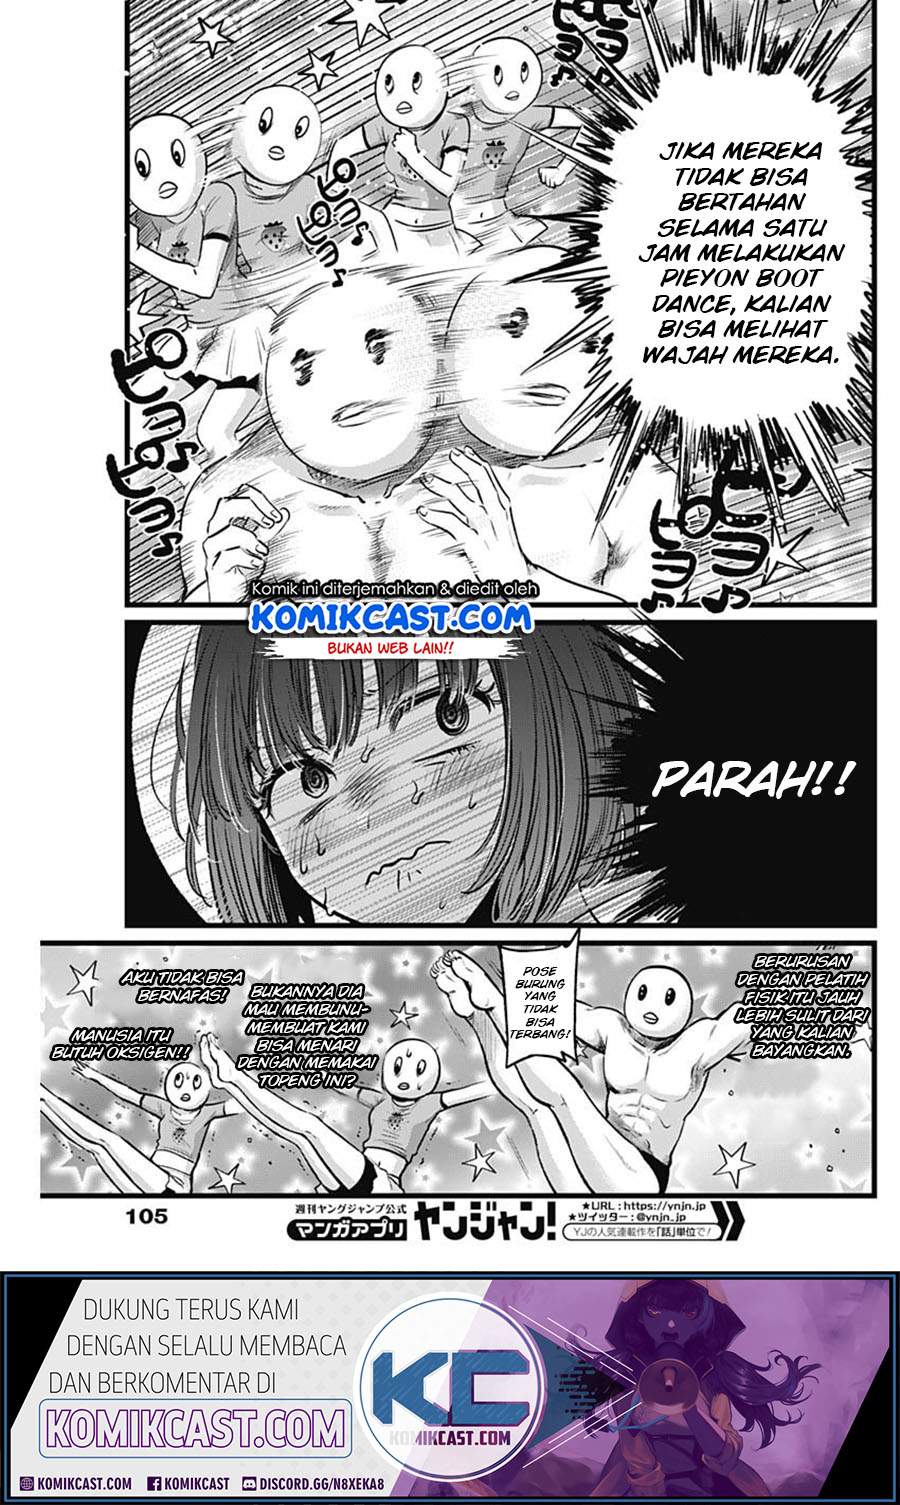 JIKA MEREKA
TIDAK BISA
BERTAHAN
SELAMA SATU
JAM MELAKUKAN
PIEYON BOOT
DANCE, KALIAN
BISA MELIHAT
WAJAH MEREKA.
Komik ini diterjemahkan & diedit oleh
KOMIKCAST.COM
BUKAN WEB LAIN!!
PARAH!!
BERURUSAN
DENGAN PELATIH
FISIK ITU JAUH
LEBIH SULIT DARI
YANG KALIAN
BAYANGKAN.
POSE
BURUNG
YANG
TIDAK
BISA
TERBANG!
BUKANNYA DIA
MAU MEMBUNU-
MEMBUAT KAMI
BISA MENARI
DENGAN MEMAKAI
TOPENG INI?
AKU TIDAK BISA
BERNAFAS!
MANUSIA ITU
BUTUH OKSIGEN!!
105
週刊ヤングジャンプ公式
マンガアプリ
ヤンジャン!
★URL:https://ynjn.jp
★ツイッター:@ynjn_jp
YJの人気連載作を「話」単位で!
DUKUNG TERUS KAMI
DENGAN SELALU MEMBACA
DAN BERKOMENTAR DI
KOMIKCAST.COM
KC
KOMIKCAST.COM
KOMIKCAST.COM
KOMIKCAST
DISCORD.GG/N8XEKA8